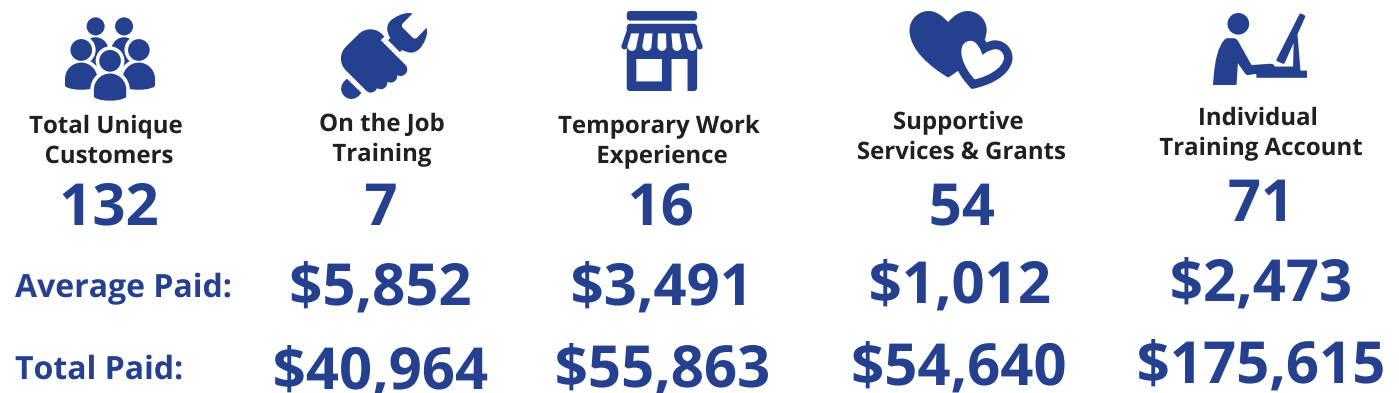 Total Unique
Customers
132
On the Job
Training
7
Temporary Work
Experience
16
Supportive
Services & Grants
54
Individual
Training Account
71
Average Paid: $5,852 $3,491 $1,012 $2,473
Total Paid: $40,964 $55,863 $54,640 $175,615